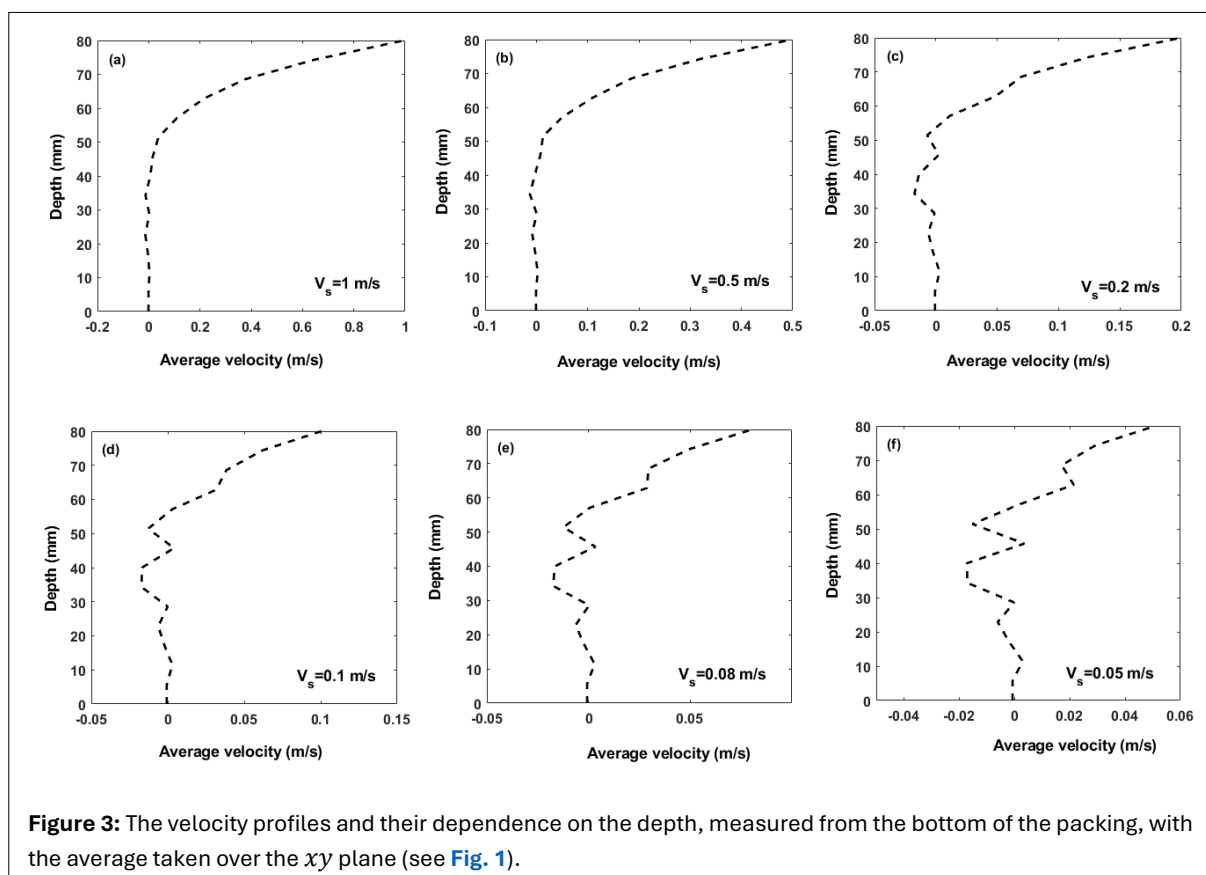 (a)
80
70
60
50
40
30
20
10
0
Depth (mm)
V_s=1 m/s
-0.2 0 0.2 0.4 0.6 0.8 1
Average velocity (m/s)
(b)
80
70
60
50
40
30
20
10
0
Depth (mm)
V_s=0.5 m/s
-0.1 0 0.1 0.2 0.3 0.4 0.5
Average velocity (m/s)
(c)
80
70
60
50
40
30
20
10
0
Depth (mm)
V_s=0.2 m/s
-0.05 0 0.05 0.1 0.15 0.2
Average velocity (m/s)
(d)
80
70
60
50
40
30
20
10
0
Depth (mm)
V_s=0.1 m/s
-0.05 0 0.05 0.1 0.15
Average velocity (m/s)
(e)
80
70
60
50
40
30
20
10
0
Depth (mm)
V_s=0.08 m/s
-0.05 0 0.05
Average velocity (m/s)
(f)
80
70
60
50
40
30
20
10
0
Depth (mm)
V_s=0.05 m/s
-0.04 -0.02 0 0.02 0.04 0.06
Average velocity (m/s)
Figure 3: The velocity profiles and their dependence on the depth, measured from the bottom of the packing, with
the average taken over the xy plane (see Fig. 1).